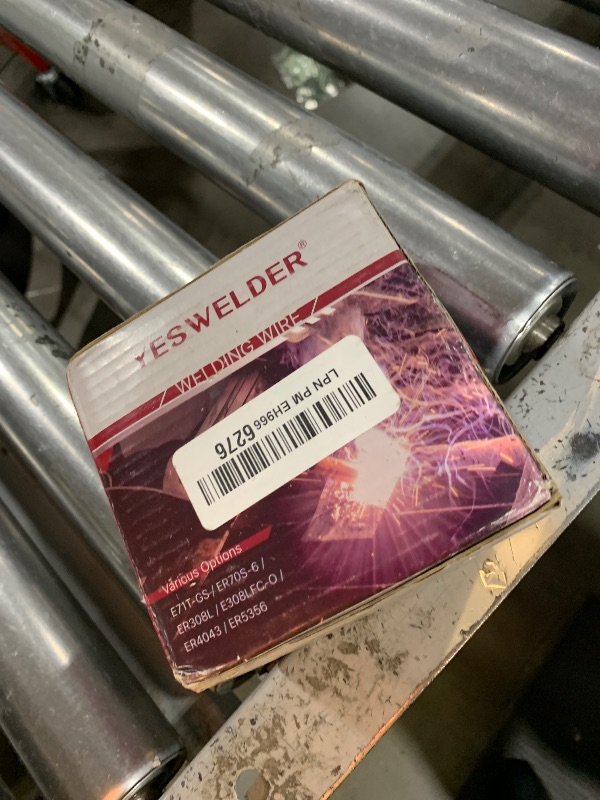 YESWELDER®
WELDING WIRE
LPN PM EH966 6276
Various Options
E71T-GS / ER70S-6 /
ER308L / E308LFC-O /
ER4043 / ER5356